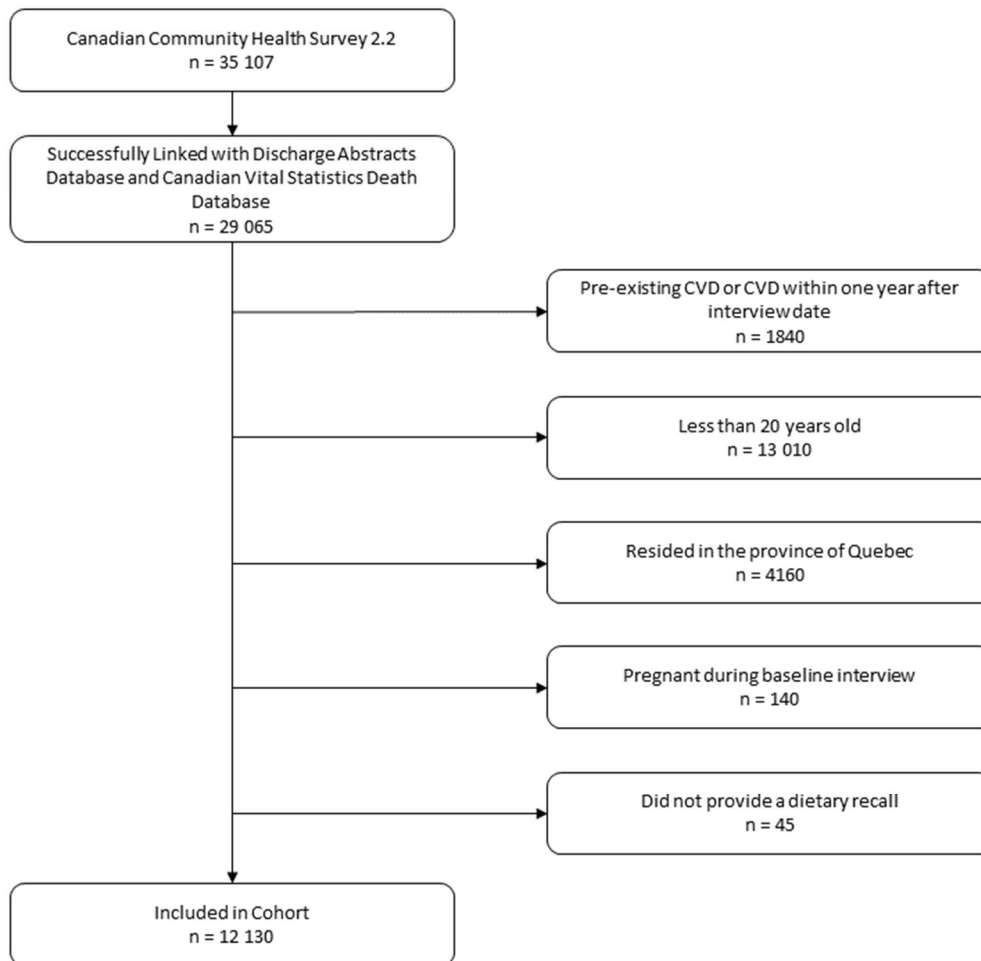 Canadian Community Health Survey 2.2
n = 35 107
Successfully Linked with Discharge Abstracts
Database and Canadian Vital Statistics Death
Database
n = 29 065
Pre-existing CVD or CVD within one year after
interview date
n = 1840
Less than 20 years old
n = 13 010
Resided in the province of Quebec
n = 4160
Pregnant during baseline interview
n = 140
Did not provide a dietary recall
n = 45
Included in Cohort
n = 12 130